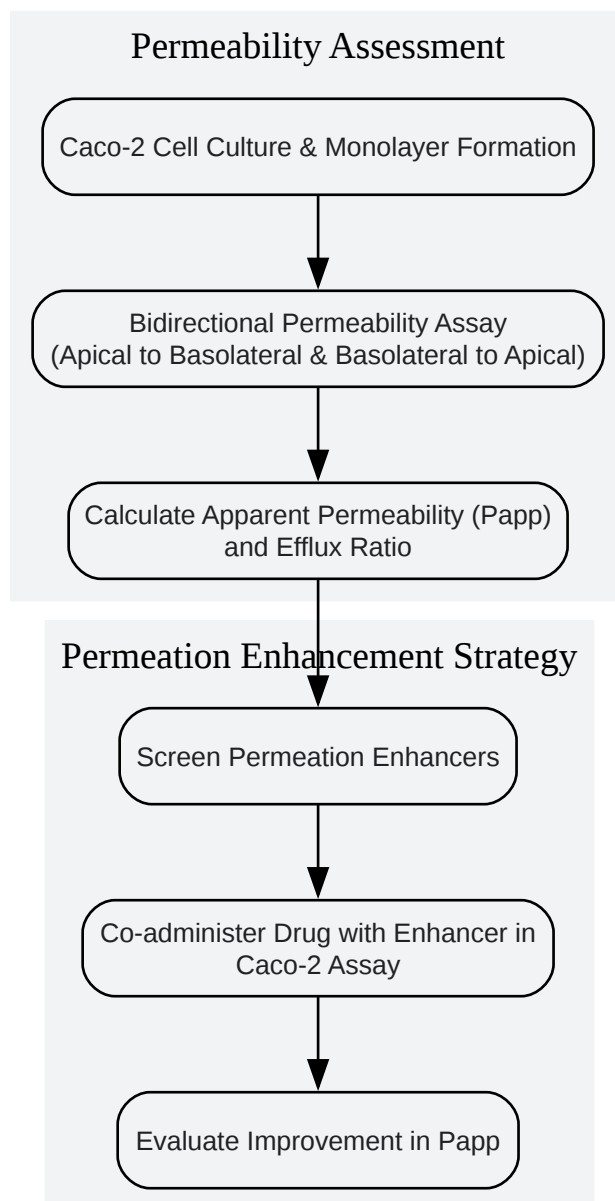 Permeability Assessment
Caco-2 Cell Culture & Monolayer Formation
Bidirectional Permeability Assay
(Apical to Basolateral & Basolateral to Apical)
Calculate Apparent Permeability (Papp)
and Efflux Ratio
Permeation Enhancement Strategy
Screen Permeation Enhancers
Co-administer Drug with Enhancer in
Caco-2 Assay
Evaluate Improvement in Papp